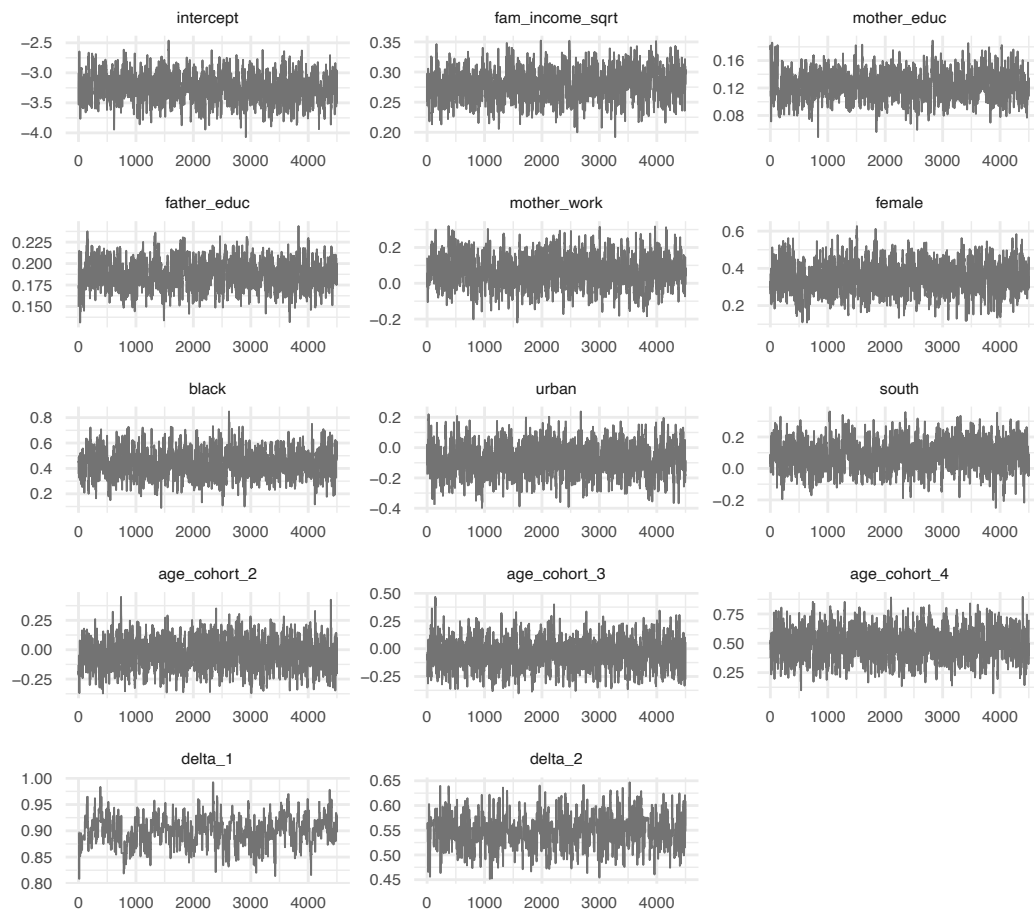 intercept fam_income_sqrt mother_educ
−2.5 0.35 0.16
−3.0 0.30 0.12
−3.5 0.25 0.08
−4.0 0.20
0 1000 2000 3000 4000 0 1000 2000 3000 4000 0 1000 2000 3000 4000
father_educ mother_work female
0.225 0.2 0.6
0.200 0.0 0.4
0.175 −0.2 0.2
0.150
0 1000 2000 3000 4000 0 1000 2000 3000 4000 0 1000 2000 3000 4000
black urban south
0.8 0.2 0.2
0.6 0.0 0.0
0.4 −0.2 −0.2
0.2 −0.4
0 1000 2000 3000 4000 0 1000 2000 3000 4000 0 1000 2000 3000 4000
age_cohort_2 age_cohort_3 age_cohort_4
0.25 0.50 0.75
0.00 0.25 0.50
−0.25 0.00 0.25
−0.25
0 1000 2000 3000 4000 0 1000 2000 3000 4000 0 1000 2000 3000 4000
delta_1 delta_2
1.00 0.65
0.95 0.60
0.90 0.55
0.85 0.50
0.80 0.45
0 1000 2000 3000 4000 0 1000 2000 3000 4000